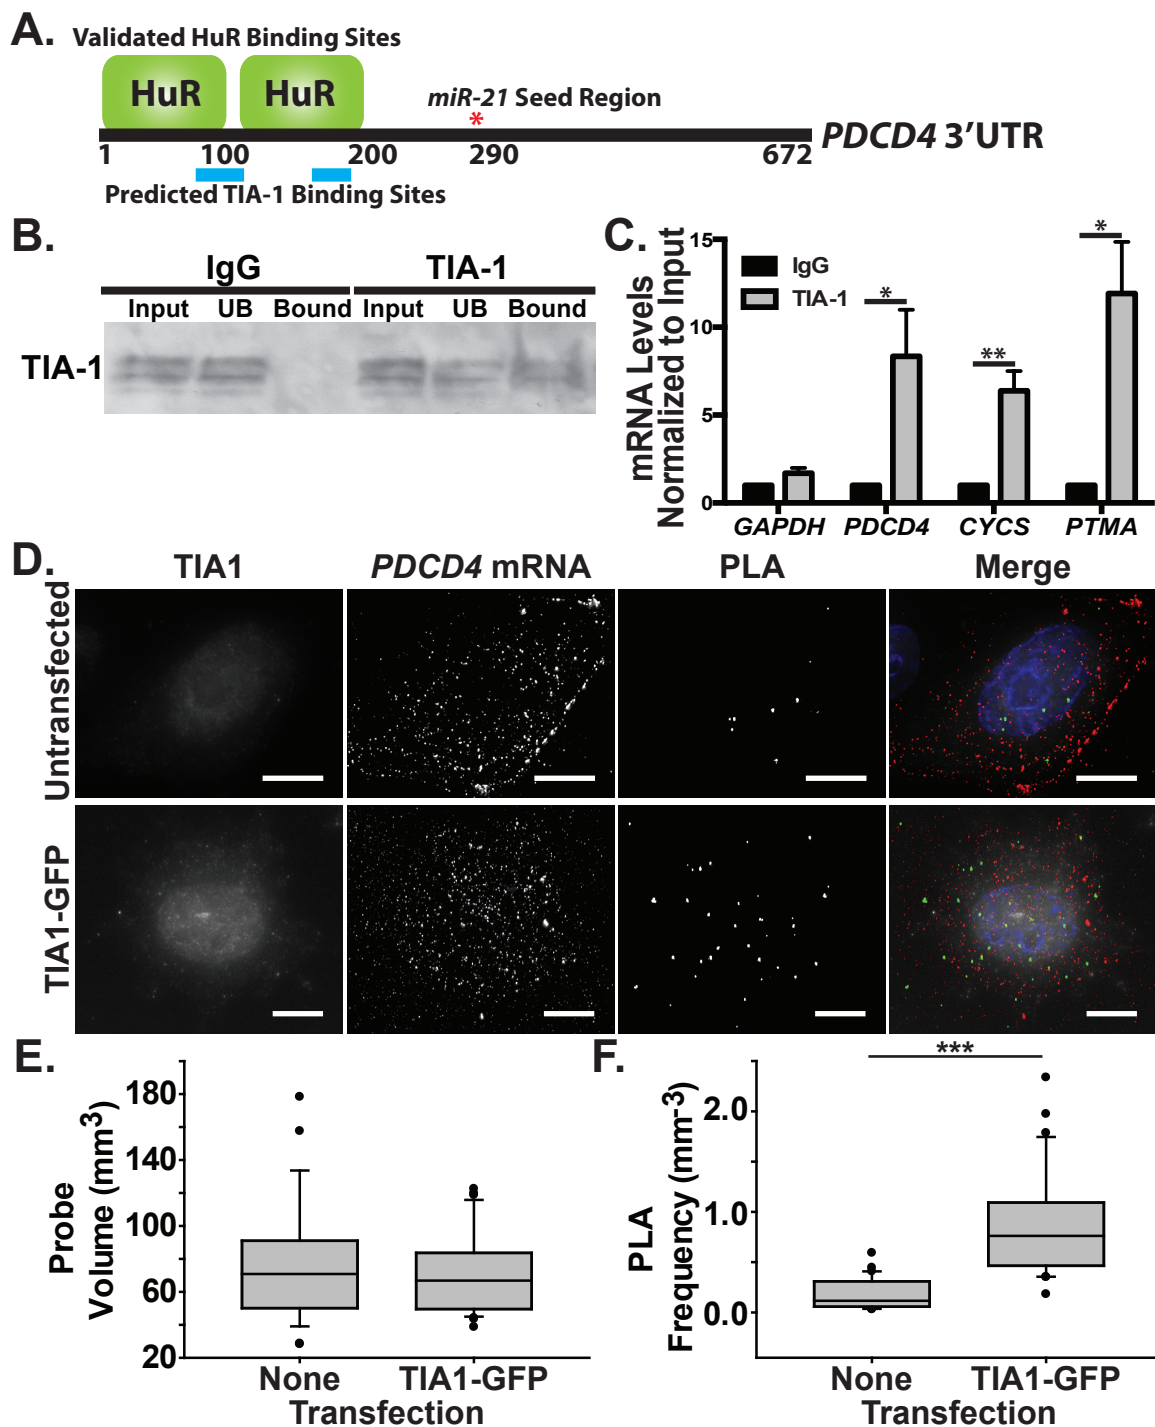 A.
Validated HuR Binding Sites
HuR HuR
miR-21 Seed Region
*
PDCD4 3'UTR
1 100 200 290 672
Predicted TIA-1 Binding Sites
B.
IgG TIA-1
Input UB Bound Input UB Bound
TIA-1
C.
mRNA Levels
Normalized to Input
15
10
5
0
IgG
TIA-1
* ** *
GAPDH PDCD4 CYCS PTMA
D.
TIA1 PDCD4 mRNA PLA Merge
Untransfected
TIA1-GFP
E.
Probe
Volume (mm³)
180
140
100
60
20
None TIA1-GFP
Transfection
F.
PLA
Frequency (mm⁻³)
***
2.0
1.0
0.0
None TIA1-GFP
Transfection